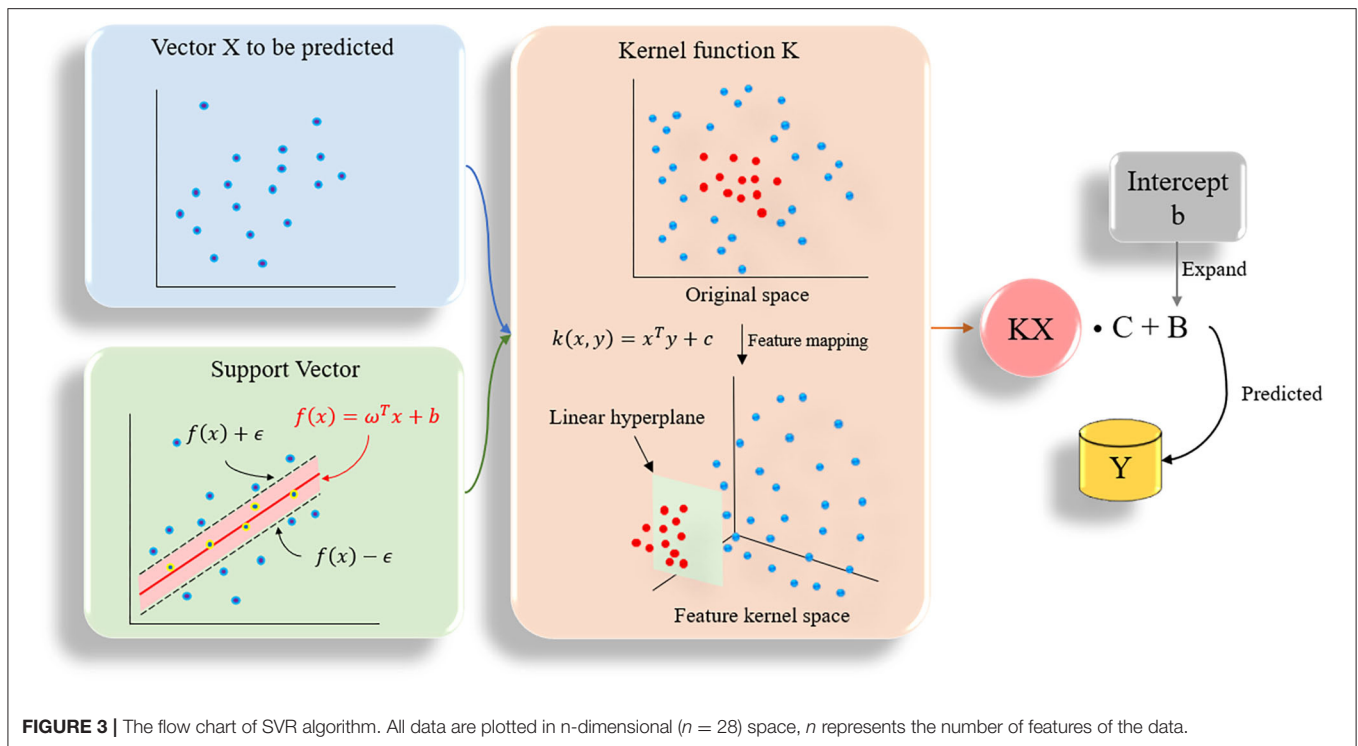 Vector X to be predicted
Support Vector
f(x) + ϵ
f(x) = ω^T x + b
f(x) − ϵ
Kernel function K
Original space
k(x, y) = x^T y + c
Feature mapping
Linear hyperplane
Feature kernel space
Intercept
b
Expand
KX • C + B
Predicted
Y
FIGURE 3 | The flow chart of SVR algorithm. All data are plotted in n-dimensional (n = 28) space, n represents the number of features of the data.